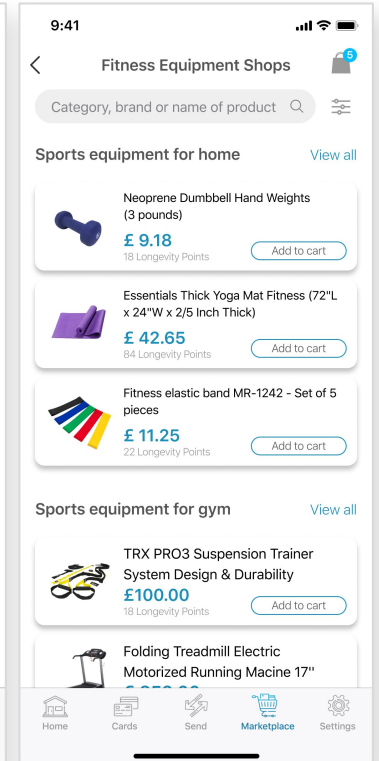 9:41
Fitness Equipment Shops
5
Category, brand or name of product
Sports equipment for home
View all
Neoprene Dumbbell Hand Weights
(3 pounds)
£ 9.18
18 Longevity Points
Add to cart
Essentials Thick Yoga Mat Fitness (72"L
x 24"W x 2/5 Inch Thick)
£ 42.65
84 Longevity Points
Add to cart
Fitness elastic band MR-1242 - Set of 5
pieces
£ 11.25
22 Longevity Points
Add to cart
Sports equipment for gym
View all
TRX PRO3 Suspension Trainer
System Design & Durability
£100.00
18 Longevity Points
Add to cart
Folding Treadmill Electric
Motorized Running Macine 17"
Home
Cards
Send
Marketplace
Settings